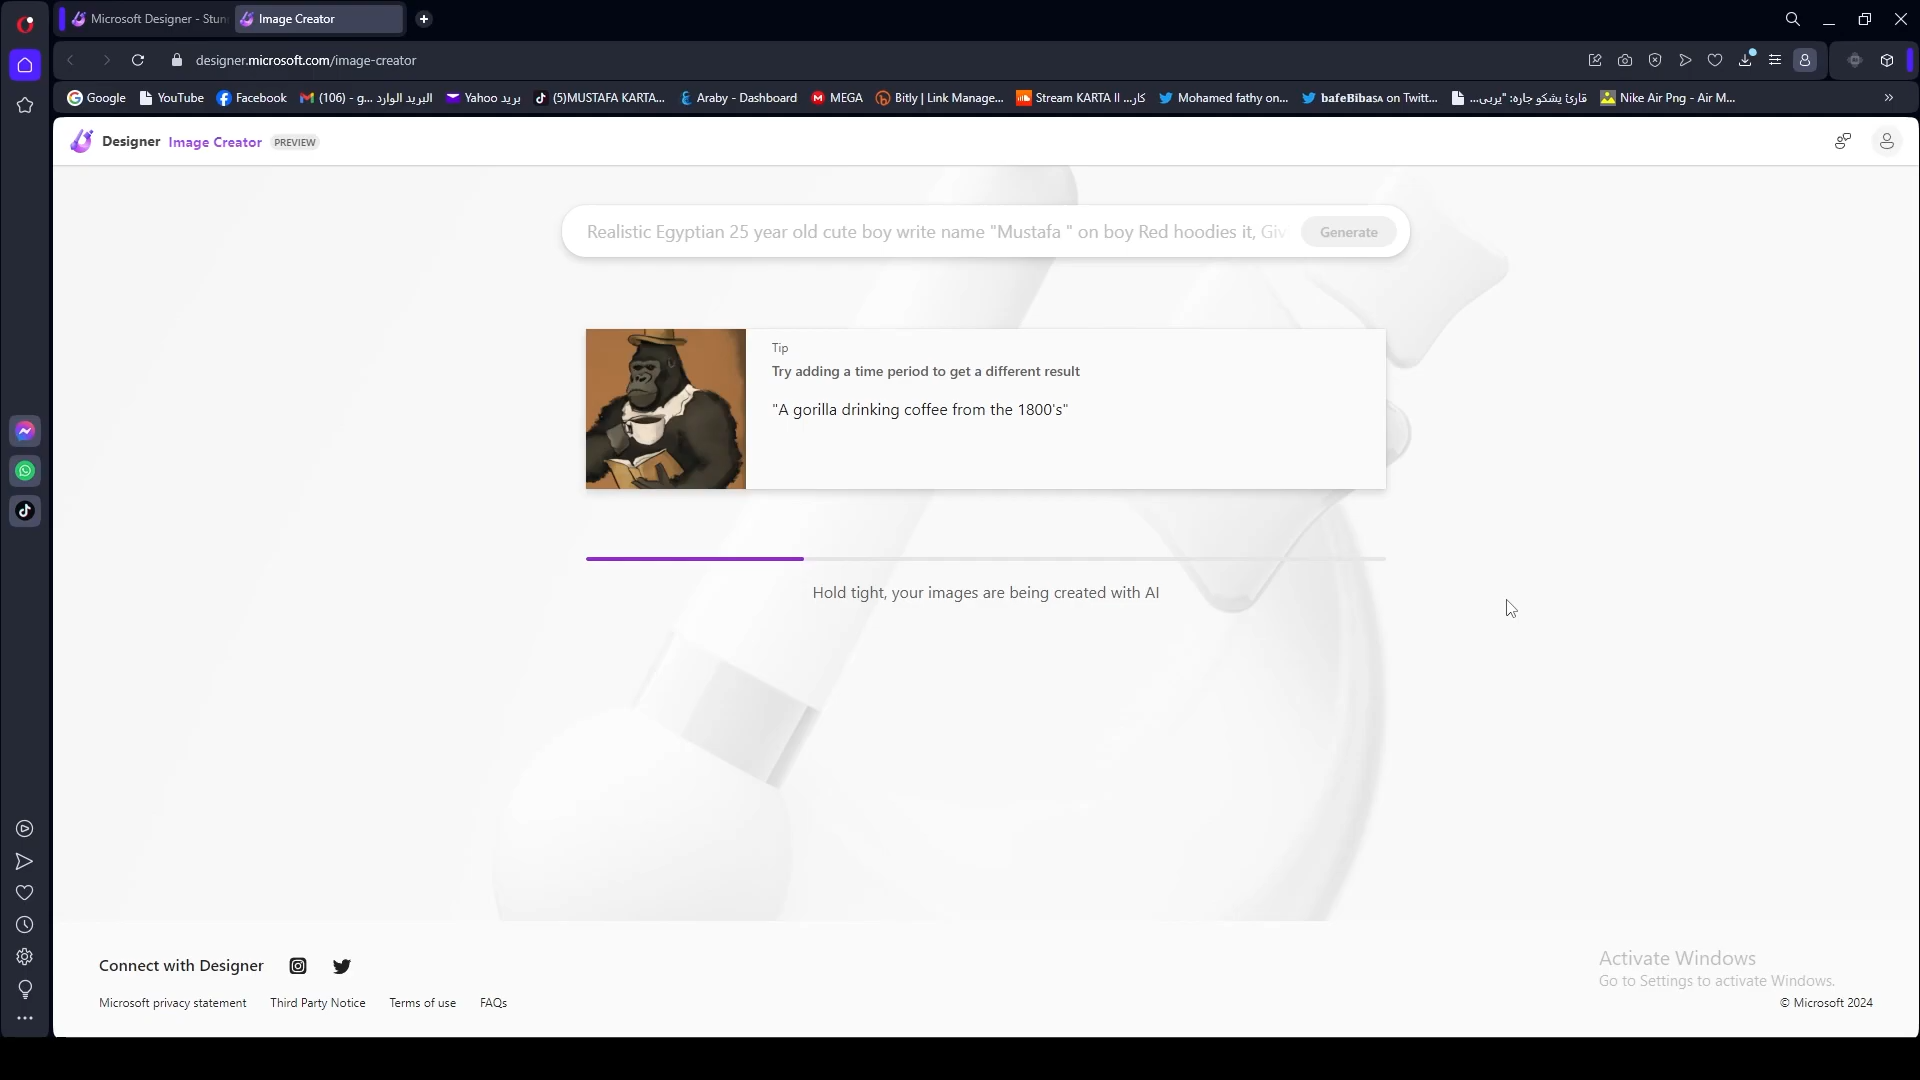 Microsoft Designer - Stun
Image Creator
designer.microsoft.com/image-creator
Google
YouTube
Facebook
(106) - g... البريد الوارد
Yahoo بريد
(5)MUSTAFA KARTA...
Araby - Dashboard
MEGA
Bitly | Link Manage...
Stream KARTA II ...كار
Mohamed fathy on...
bafeBibaSA on Twitt...
قارئ يشكو جاره: "يربي...
Nike Air Png - Air M...
Designer Image Creator PREVIEW
Realistic Egyptian 25 year old cute boy write name "Mustafa " on boy Red hoodies it, Giv
Generate
Tip
Try adding a time period to get a different result
"A gorilla drinking coffee from the 1800's"
Hold tight, your images are being created with AI
Connect with Designer
Activate Windows
Go to Settings to activate Windows.
Microsoft privacy statement Third Party Notice Terms of use FAQs
© Microsoft 2024